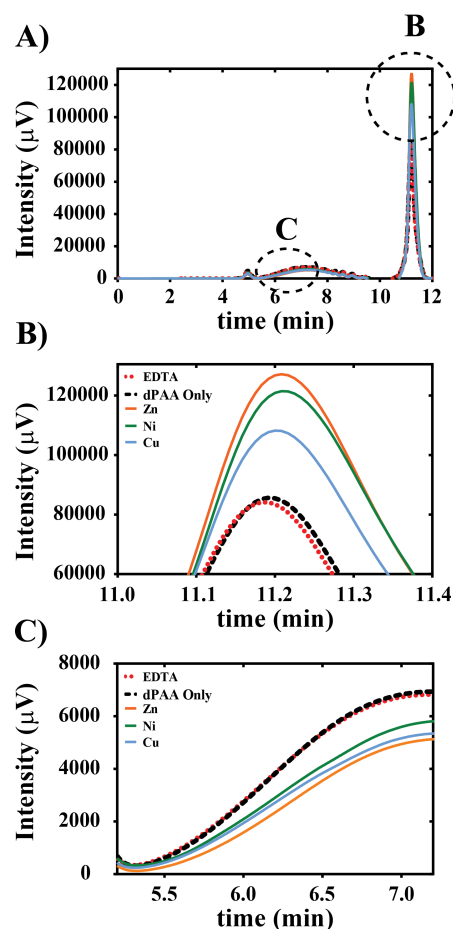 A)
B
C
Intensity (µV)
120000
100000
80000
60000
40000
20000
0
0 2 4 6 8 10 12
time (min)
B)
EDTA
dPAA Only
Zn
Ni
Cu
Intensity (µV)
120000
100000
80000
60000
11.0 11.1 11.2 11.3 11.4
time (min)
C)
EDTA
dPAA Only
Zn
Ni
Cu
Intensity (µV)
8000
6000
4000
2000
0
5.5 6.0 6.5 7.0
time (min)